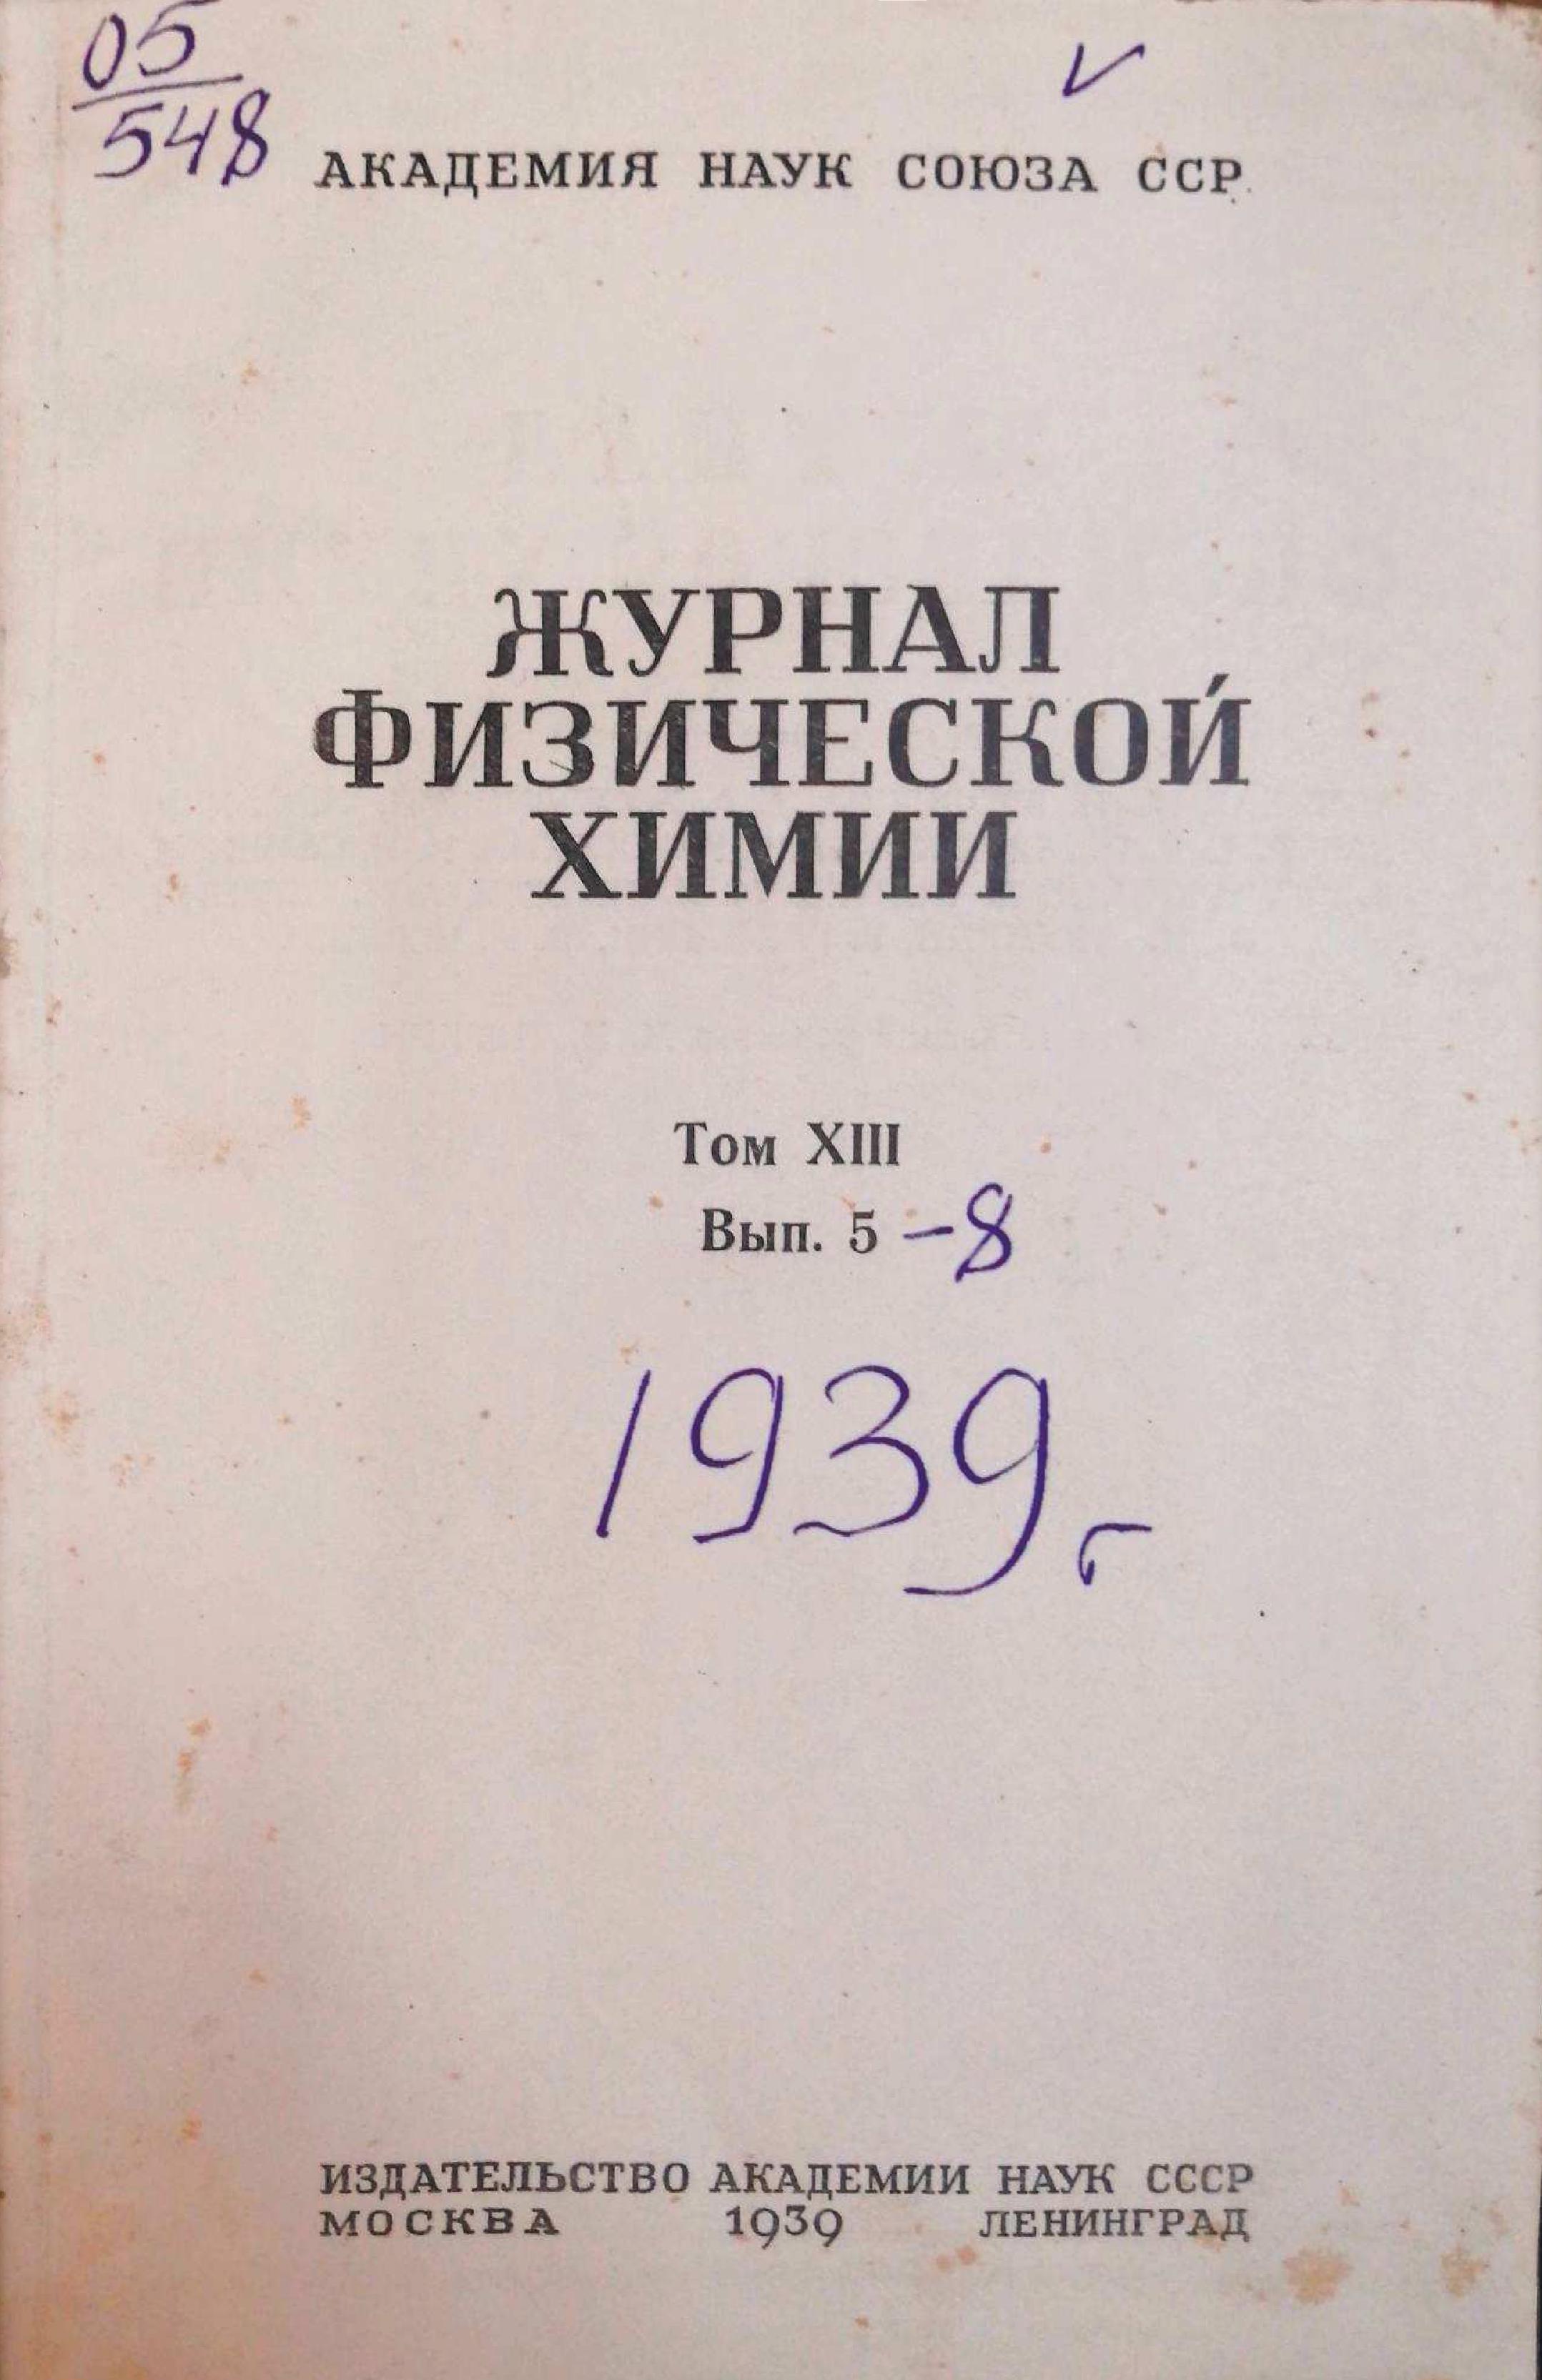 05
548
АКАДЕМИЯ НАУК СОЮЗА ССР
ЖУРНАЛ
ФИЗИЧЕСКОЙ
ХИМИИ
Том XIII
Вып. 5 -8
1939 г
ИЗДАТЕЛЬСТВО АКАДЕМИИ НАУК СССР
МОСКВА 1939 ЛЕНИНГРАД